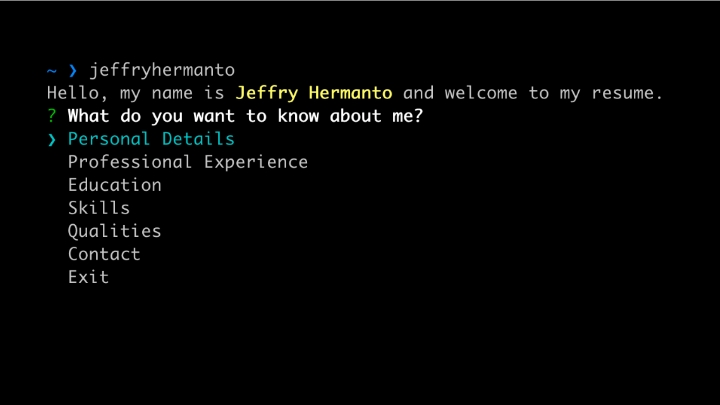 ~ ❯ jeffryhermanto
Hello, my name is Jeffry Hermanto and welcome to my resume.
? What do you want to know about me?
❯ Personal Details
Professional Experience
Education
Skills
Qualities
Contact
Exit